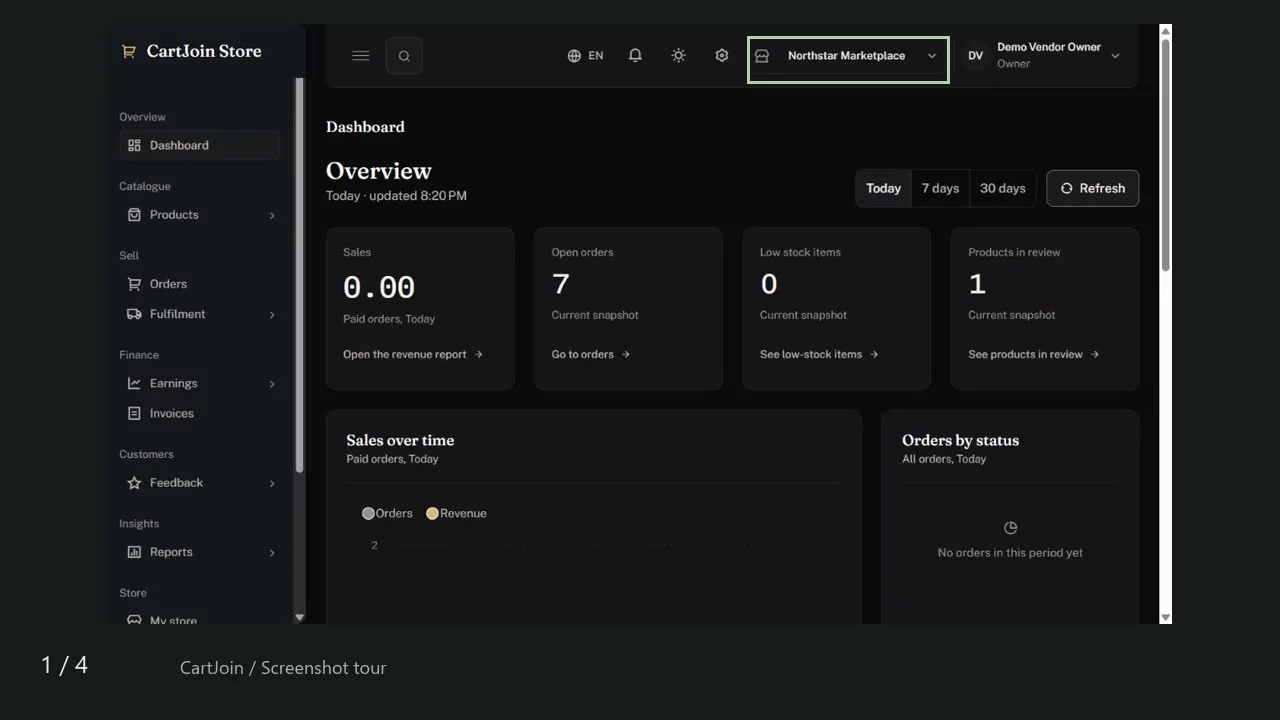 CartJoin Store
EN
Northstar Marketplace
DV
Demo Vendor Owner
Owner
Overview
Dashboard
Catalogue
Products
Sell
Orders
Fulfilment
Finance
Earnings
Invoices
Customers
Feedback
Insights
Reports
Store
My store
Dashboard
Overview
Today · updated 8:20 PM
Today
7 days
30 days
Refresh
Sales
0.00
Paid orders, Today
Open the revenue report →
Open orders
7
Current snapshot
Go to orders →
Low stock items
0
Current snapshot
See low-stock items →
Products in review
1
Current snapshot
See products in review →
Sales over time
Paid orders, Today
Orders
Revenue
2
Orders by status
All orders, Today
No orders in this period yet
1 / 4
CartJoin / Screenshot tour